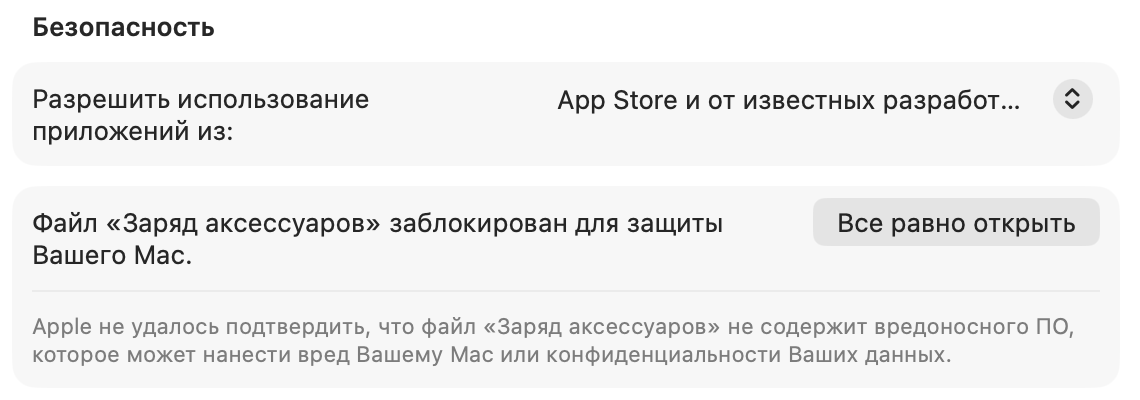 Безопасность
Разрешить использование
приложений из:
App Store и от известных разработ...
Файл «Заряд аксессуаров» заблокирован для защиты
Вашего Mac.
Все равно открыть
Apple не удалось подтвердить, что файл «Заряд аксессуаров» не содержит вредоносного ПО,
которое может нанести вред Вашему Mac или конфиденциальности Ваших данных.